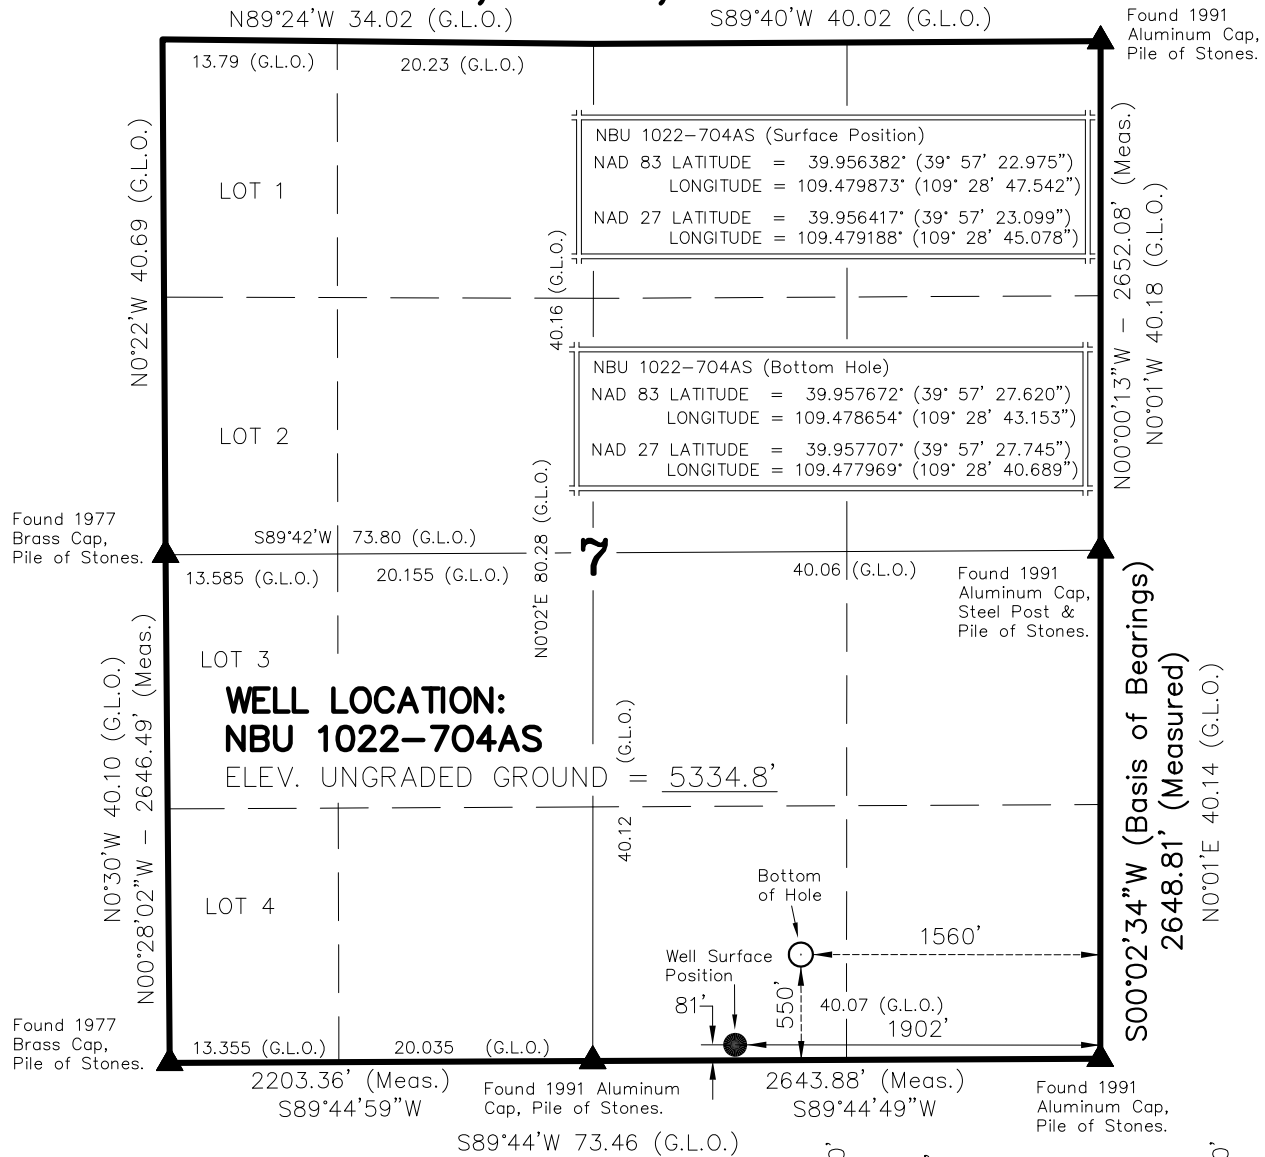 N89°24'W 34.02 (G.L.O.)
S89°40'W 40.02 (G.L.O.)
Found 1991
Aluminum Cap,
Pile of Stones.
13.79 (G.L.O.)
20.23 (G.L.O.)
NBU 1022-7O4AS (Surface Position)
NAD 83 LATITUDE = 39.956382° (39° 57' 22.975")
LONGITUDE = 109.479873° (109° 28' 47.542")
NAD 27 LATITUDE = 39.956417° (39° 57' 23.099")
LONGITUDE = 109.479188° (109° 28' 45.078")
LOT 1
N0°22'W 40.69 (G.L.O.)
40.16 (G.L.O.)
N00°00'13"W - 2652.08' (Meas.)
N0°01'W 40.18 (G.L.O.)
NBU 1022-7O4AS (Bottom Hole)
NAD 83 LATITUDE = 39.957672° (39° 57' 27.620")
LONGITUDE = 109.478654° (109° 28' 43.153")
NAD 27 LATITUDE = 39.957707° (39° 57' 27.745")
LONGITUDE = 109.477969° (109° 28' 40.689")
LOT 2
Found 1977
Brass Cap,
Pile of Stones.
S89°42'W 73.80 (G.L.O.)
N0°02'E 80.28 (G.L.O.)
7
13.585 (G.L.O.)
20.155 (G.L.O.)
40.06 (G.L.O.)
Found 1991
Aluminum Cap,
Steel Post &
Pile of Stones.
LOT 3
WELL LOCATION:
NBU 1022-7O4AS
ELEV. UNGRADED GROUND = 5334.8'
40.12 (G.L.O.)
N0°30'W 40.10 (G.L.O.)
N00°28'02"W - 2646.49' (Meas.)
S00°02'34"W (Basis of Bearings)
2648.81' (Measured)
N0°01'E 40.14 (G.L.O.)
LOT 4
Bottom
of Hole
1560'
Well Surface
Position
81'
550'
40.07 (G.L.O.)
1902'
Found 1977
Brass Cap,
Pile of Stones.
13.355 (G.L.O.)
20.035 (G.L.O.)
2203.36' (Meas.)
S89°44'59"W
Found 1991 Aluminum
Cap, Pile of Stones.
2643.88' (Meas.)
S89°44'49"W
Found 1991
Aluminum Cap,
Pile of Stones.
S89°44'W 73.46 (G.L.O.)